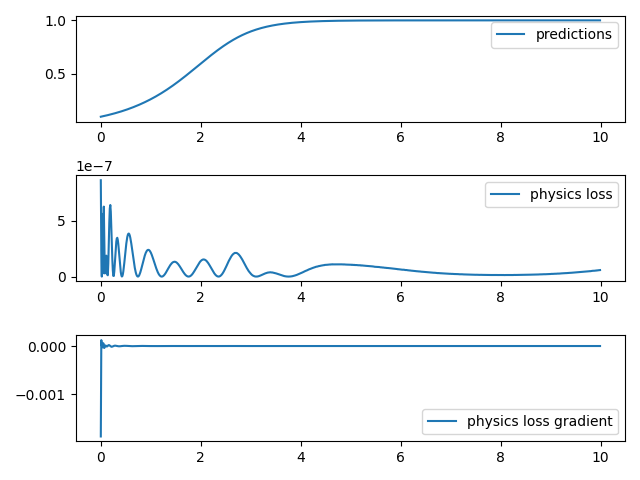 1.0
0.5
predictions
0 2 4 6 8 10
1e−7
5
0
physics loss
0 2 4 6 8 10
0.000
−0.001
physics loss gradient
0 2 4 6 8 10